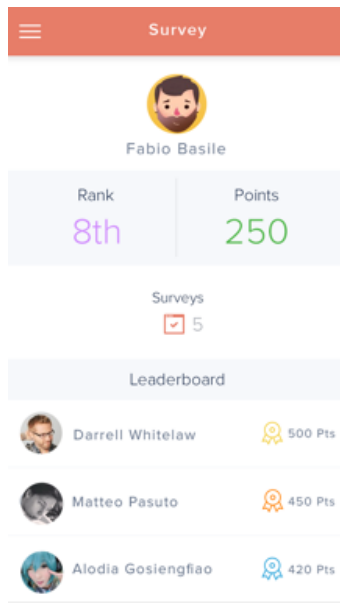 Survey
Fabio Basile
Rank Points
8th 250
Surveys
5
Leaderboard
Darrell Whitelaw 500 Pts
Matteo Pasuto 450 Pts
Alodia Gosiengfiao 420 Pts